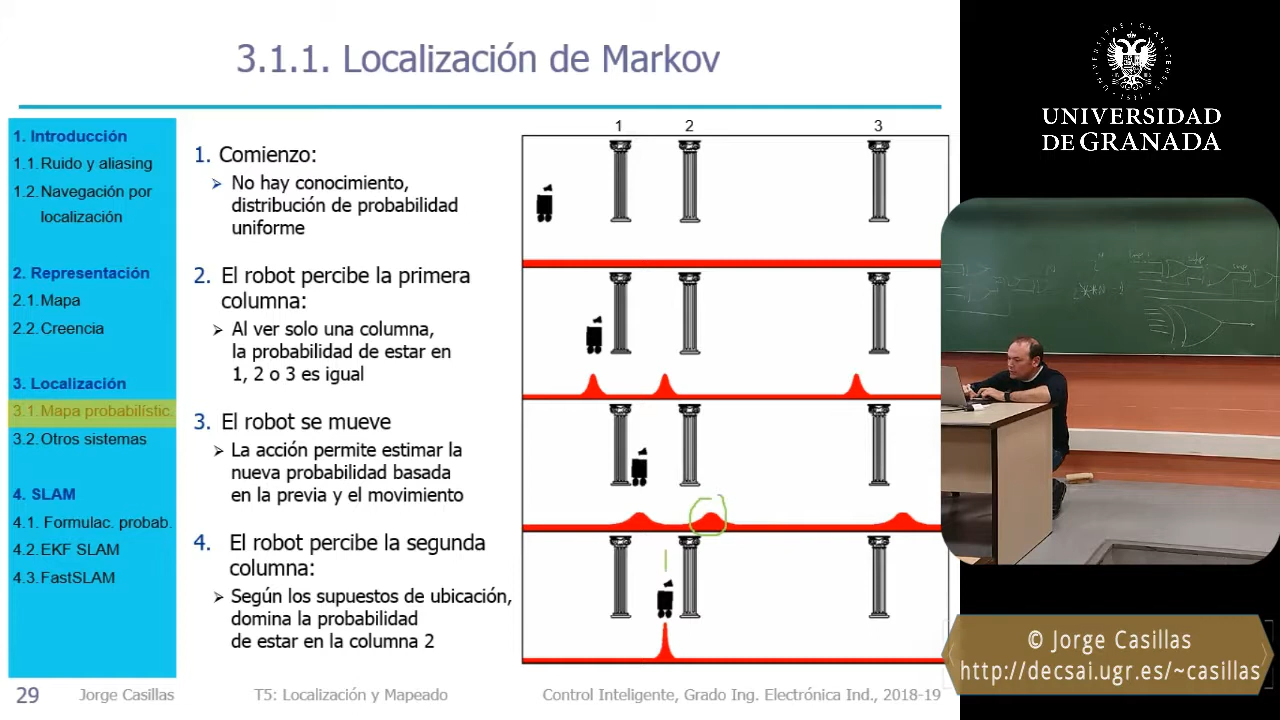 3.1.1. Localización de Markov
1. Introducción
1.1. Ruido y aliasing
1.2. Navegación por
localización
2. Representación
2.1. Mapa
2.2. Creencia
3. Localización
3.1. Mapa probabilístic.
3.2. Otros sistemas
4. SLAM
4.1. Formulac. probab.
4.2. EKF SLAM
4.3. FastSLAM
1. Comienzo:
➢ No hay conocimiento,
distribución de probabilidad
uniforme
2. El robot percibe la primera
columna:
➢ Al ver solo una columna,
la probabilidad de estar en
1, 2 o 3 es igual
3. El robot se mueve
➢ La acción permite estimar la
nueva probabilidad basada
en la previa y el movimiento
4. El robot percibe la segunda
columna:
➢ Según los supuestos de ubicación,
domina la probabilidad
de estar en la columna 2
1 2 3
29 Jorge Casillas T5: Localización y Mapeado Control Inteligente, Grado Ing. Electrónica Ind., 2018-19
UNIVERSIDAD
DE GRANADA
© Jorge Casillas
http://decsai.ugr.es/~casillas